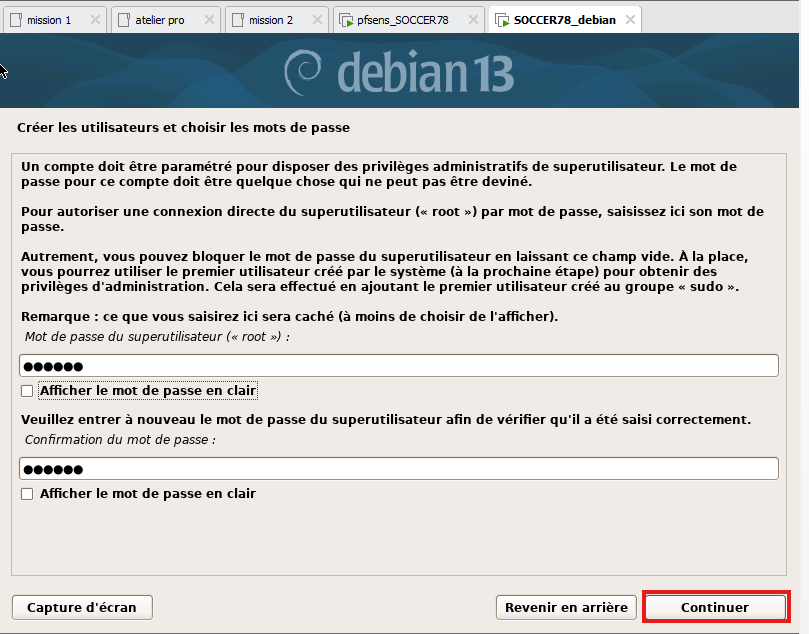 mission 1
atelier pro
mission 2
pfsens_SOCCER78
SOCCER78_debian
debian 13
Créer les utilisateurs et choisir les mots de passe
Un compte doit être paramétré pour disposer des privilèges administratifs de superutilisateur. Le mot de
passe pour ce compte doit être quelque chose qui ne peut pas être deviné.
Pour autoriser une connexion directe du superutilisateur (« root ») par mot de passe, saisissez ici son mot de
passe.
Autrement, vous pouvez bloquer le mot de passe du superutilisateur en laissant ce champ vide. À la place,
vous pourrez utiliser le premier utilisateur créé par le système (à la prochaine étape) pour obtenir des
privilèges d'administration. Cela sera effectué en ajoutant le premier utilisateur créé au groupe « sudo ».
Remarque : ce que vous saisirez ici sera caché (à moins de choisir de l'afficher).
Mot de passe du superutilisateur (« root ») :
●●●●●●
Afficher le mot de passe en clair
Veuillez entrer à nouveau le mot de passe du superutilisateur afin de vérifier qu'il a été saisi correctement.
Confirmation du mot de passe :
●●●●●●
Afficher le mot de passe en clair
Capture d'écran
Revenir en arrière
Continuer